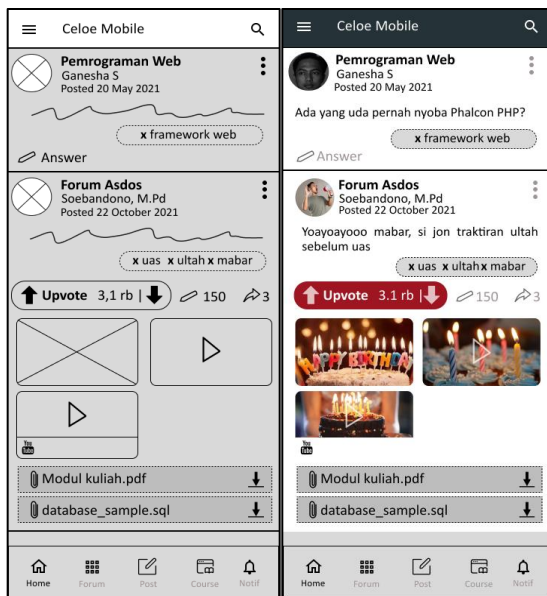 Celoe Mobile
Pemrograman Web
Ganesha S
Posted 20 May 2021
x framework web
Answer
Forum Asdos
Soebandono, M.Pd
Posted 22 October 2021
x uas x ultah x mabar
Upvote 3,1 rb | 150 3
You
Tube
Modul kuliah.pdf
database_sample.sql
Home Forum Post Course Notif
Celoe Mobile
Pemrograman Web
Ganesha S
Posted 20 May 2021
Ada yang uda pernah nyoba Phalcon PHP?
x framework web
Answer
Forum Asdos
Soebandono, M.Pd
Posted 22 October 2021
Yoayoayooo mabar, si jon traktiran ultah
sebelum uas
x uas x ultah x mabar
Upvote 3.1 rb | 150 3
HAPPY BIRTHDAY
You
Tube
Modul kuliah.pdf
database_sample.sql
Home Forum Post Course Notif